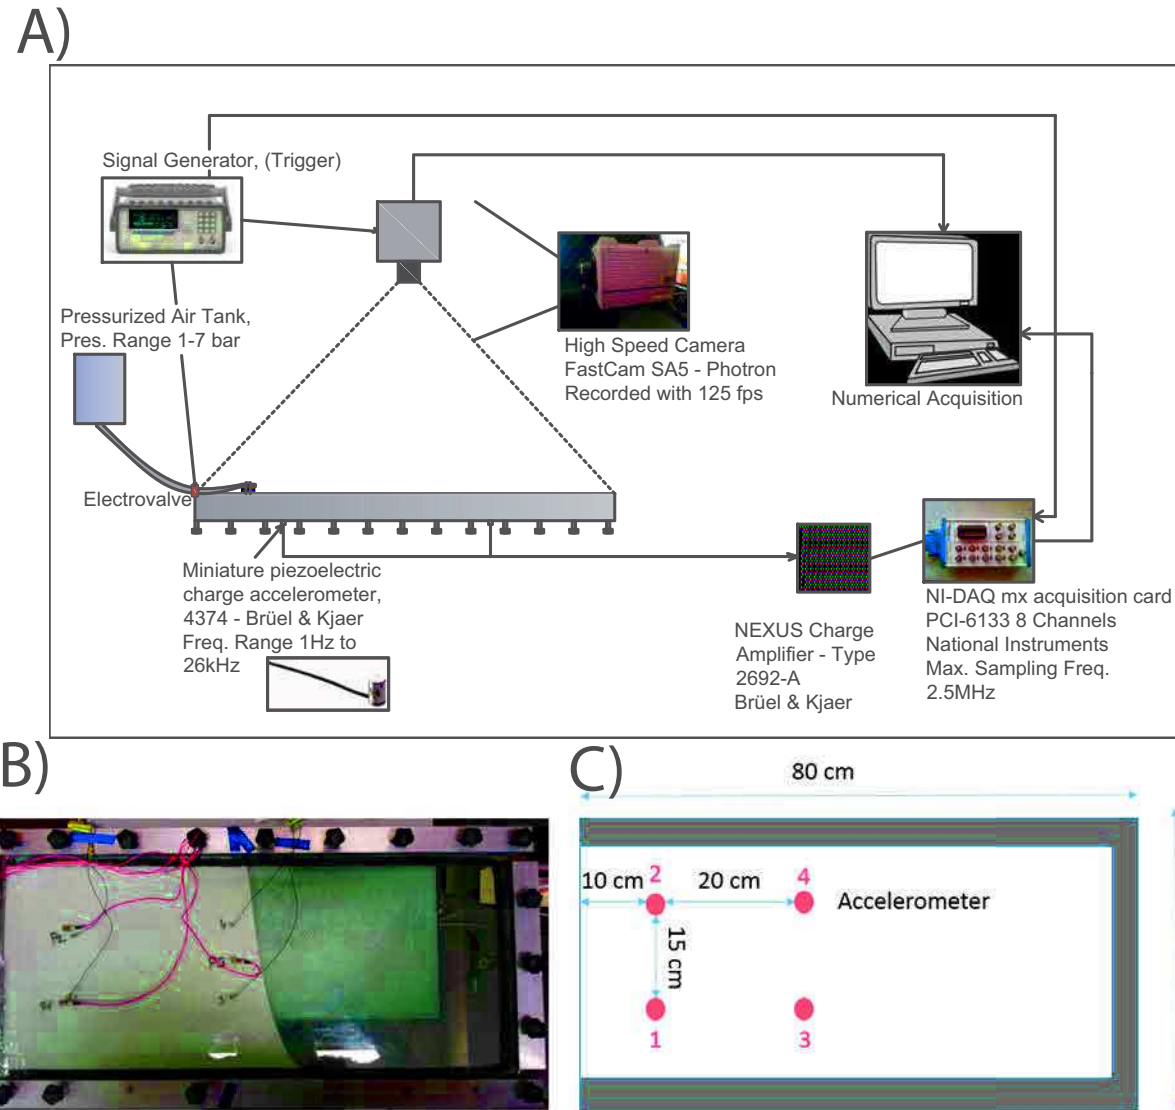 A)
Signal Generator, (Trigger)
Pressurized Air Tank,
Pres. Range 1-7 bar
High Speed Camera
FastCam SA5 - Photron
Recorded with 125 fps
Numerical Acquisition
Electrovalve
Miniature piezoelectric
charge accelerometer,
4374 - Brüel & Kjaer
Freq. Range 1Hz to
26kHz
NEXUS Charge
Amplifier - Type
2692-A
Brüel & Kjaer
NI-DAQ mx acquisition card
PCI-6133 8 Channels
National Instruments
Max. Sampling Freq.
2.5MHz
B)
C)
80 cm
10 cm
2
20 cm
4
Accelerometer
15 cm
1
3